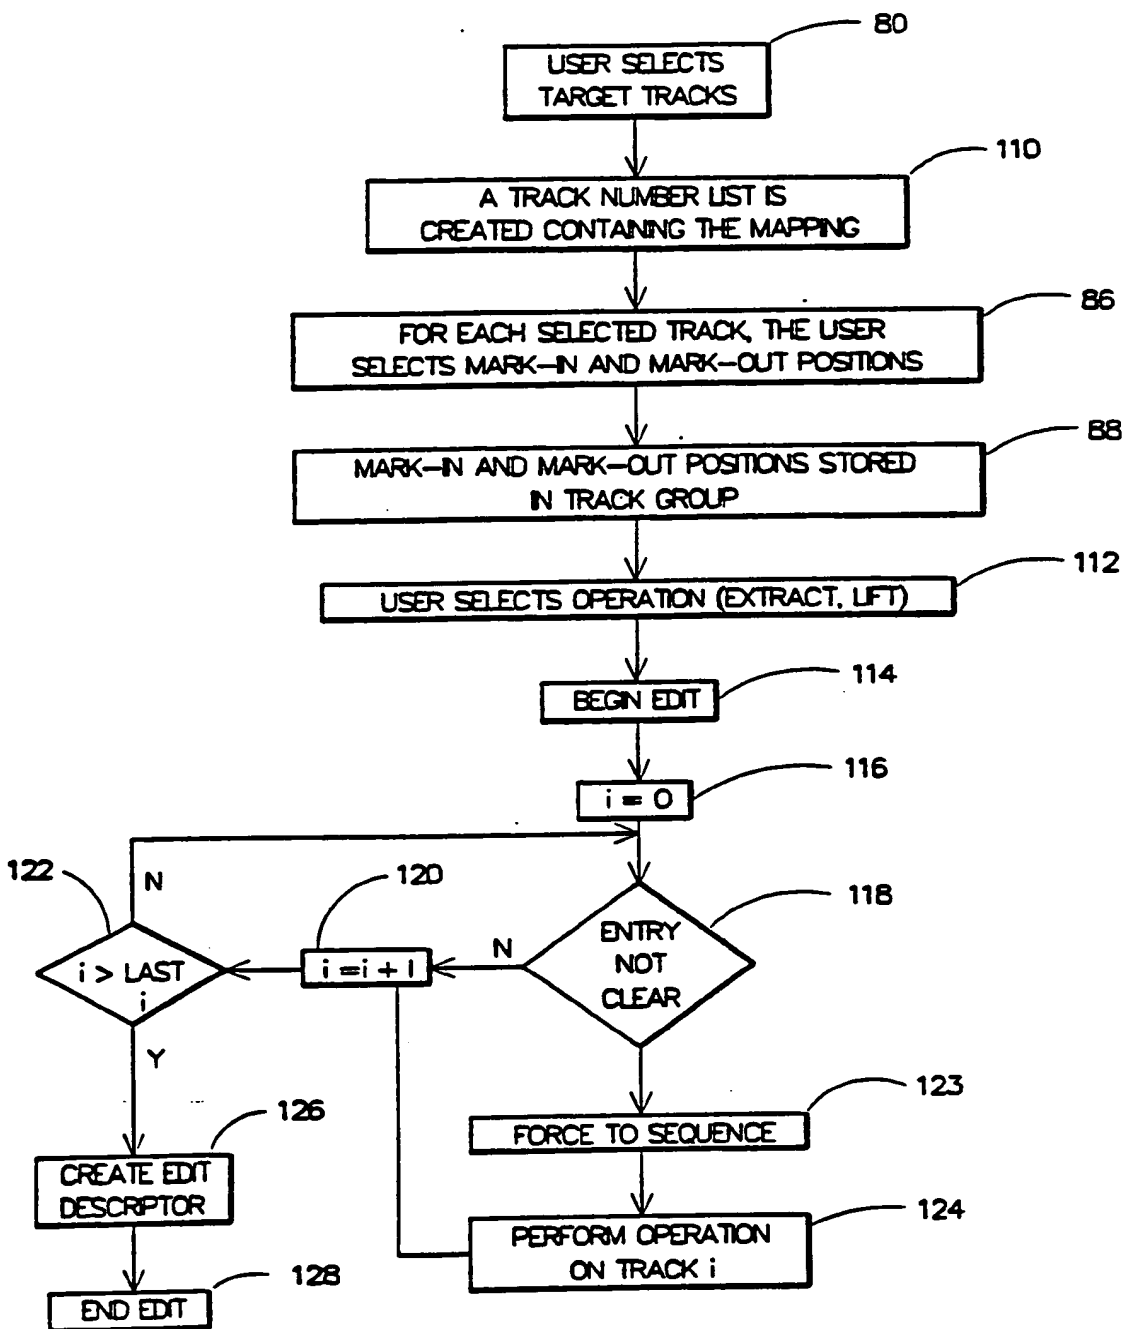 80
USER SELECTS
TARGET TRACKS
110
A TRACK NUMBER LIST IS
CREATED CONTAINING THE MAPPING
86
FOR EACH SELECTED TRACK, THE USER
SELECTS MARK-IN AND MARK-OUT POSITIONS
88
MARK-IN AND MARK-OUT POSITIONS STORED
IN TRACK GROUP
112
USER SELECTS OPERATION (EXTRACT, LIFT)
114
BEGIN EDIT
116
i = 0
122
N
120
118
ENTRY
NOT
CLEAR
N
i = i + 1
i > LAST
i
Y
123
FORCE TO SEQUENCE
126
CREATE EDIT
DESCRIPTOR
124
PERFORM OPERATION
ON TRACK i
128
END EDIT